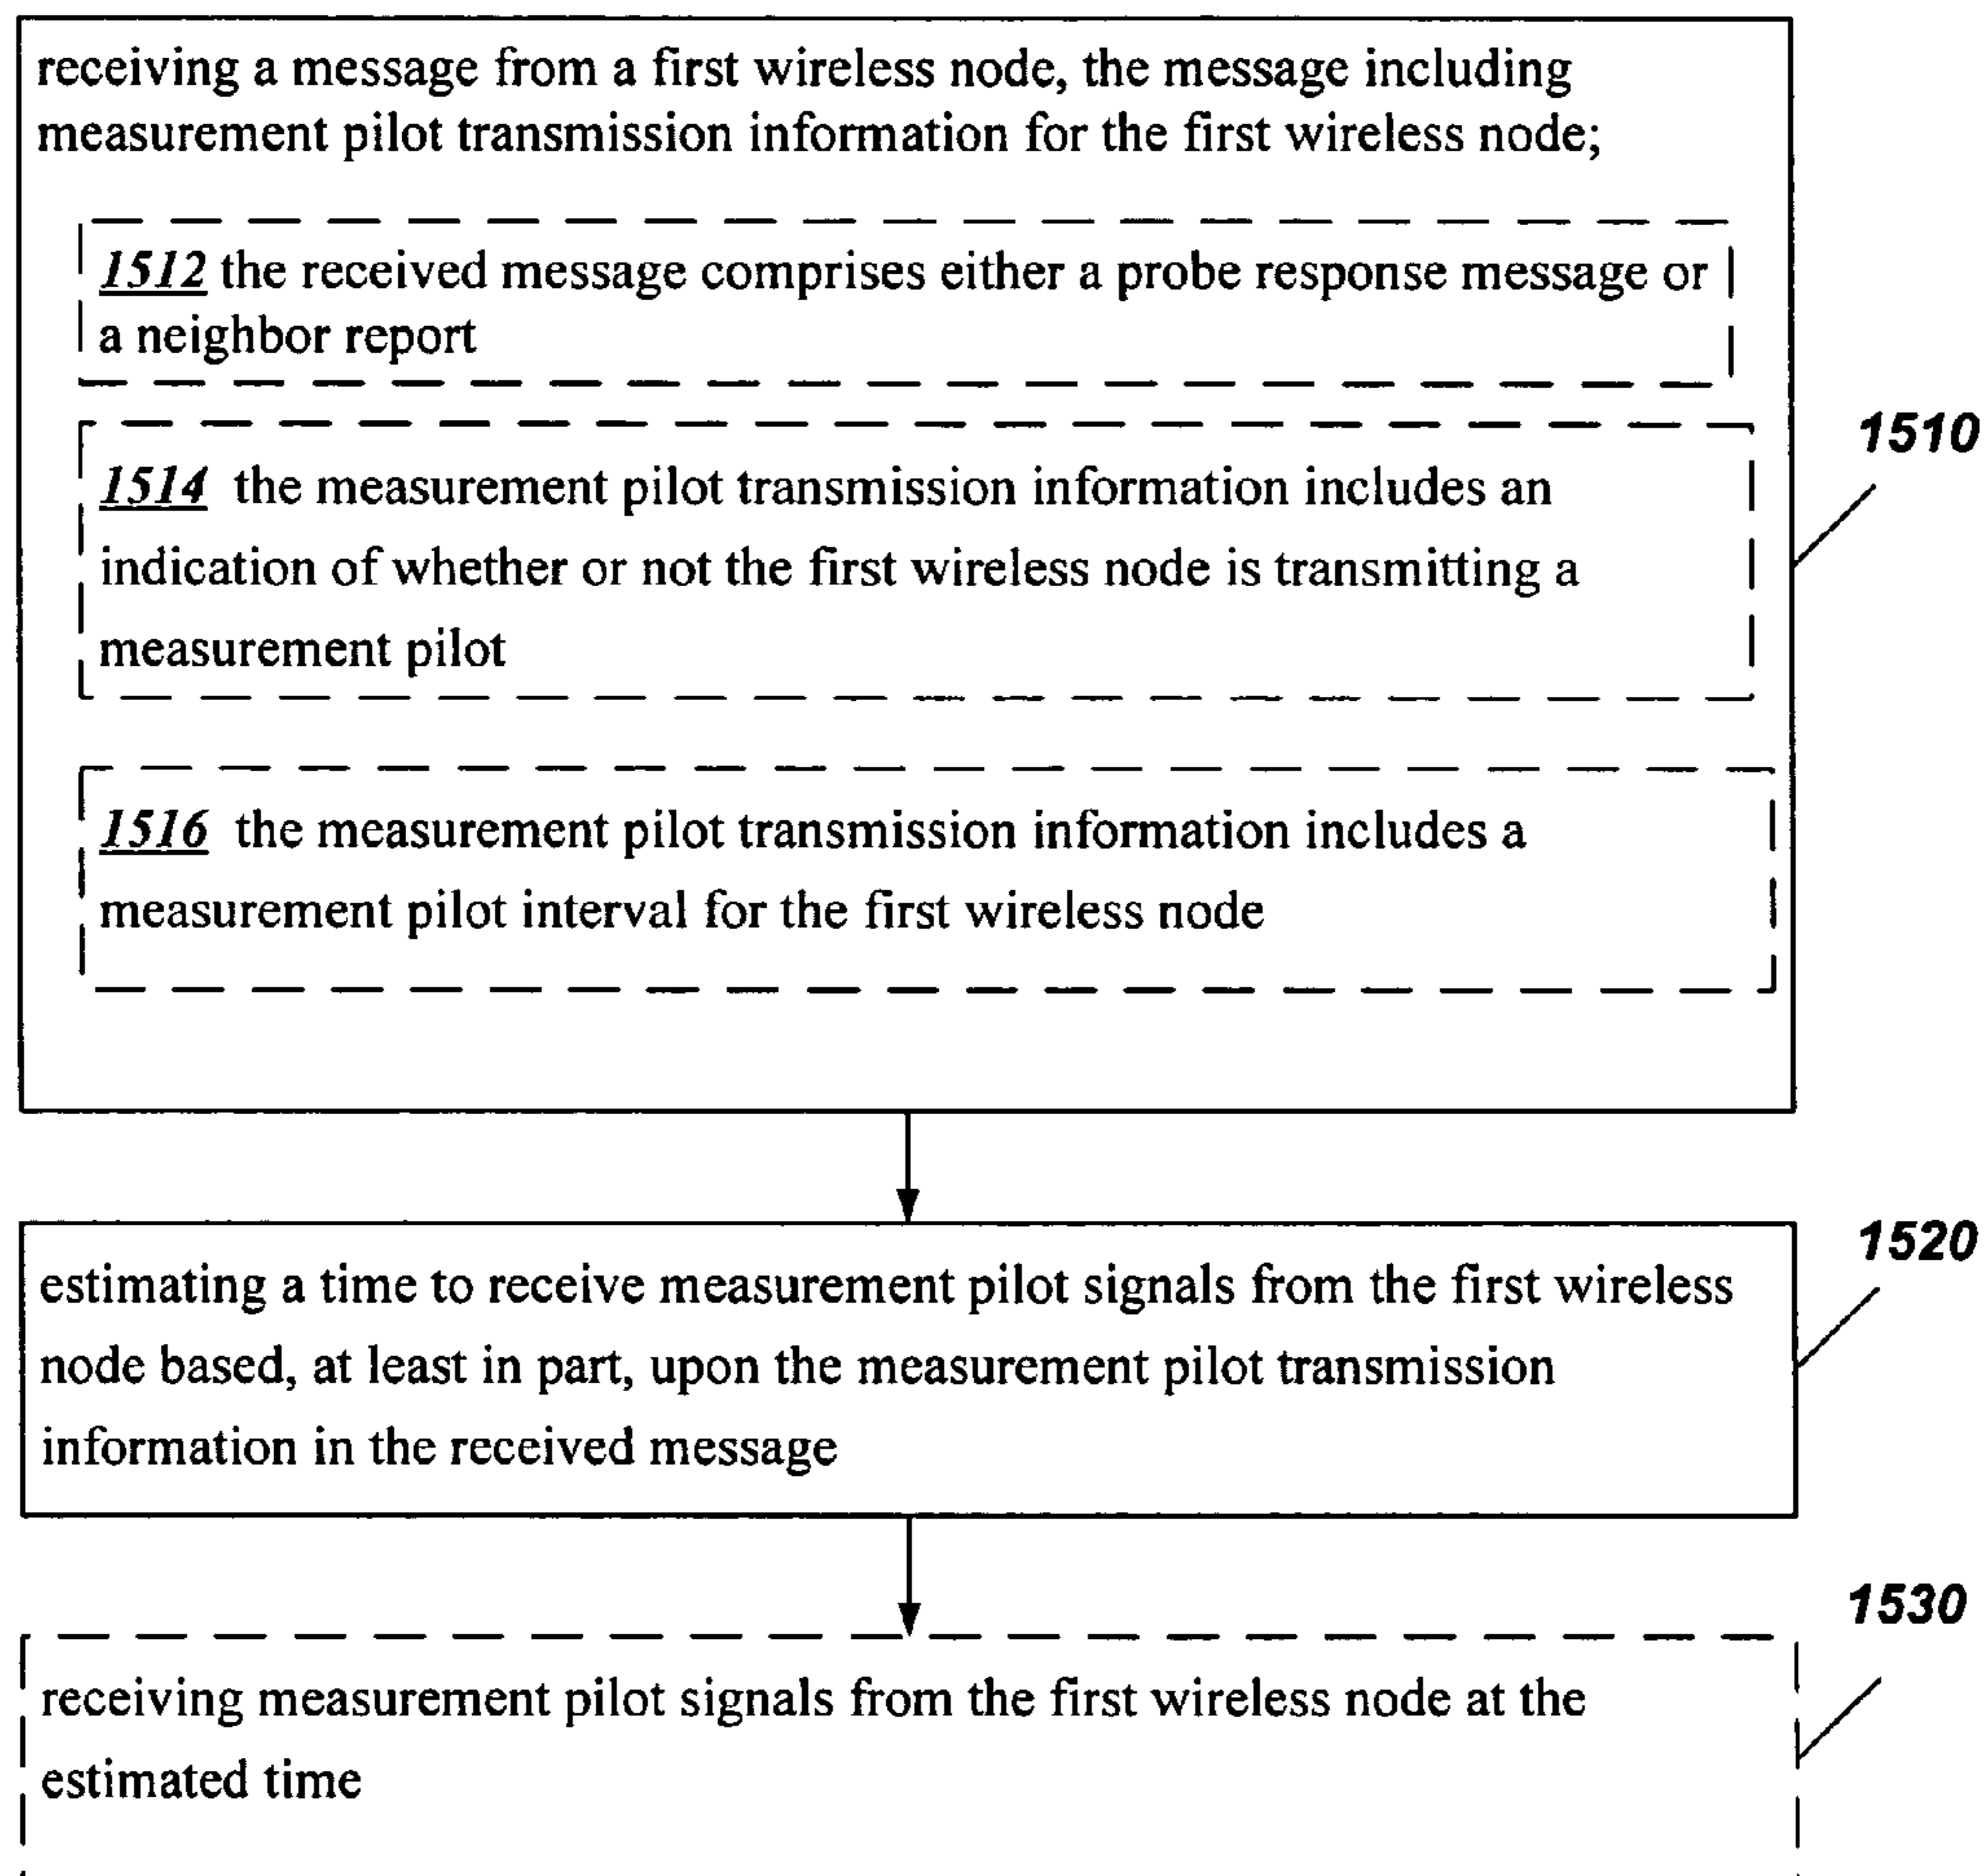 receiving a message from a first wireless node, the message including
measurement pilot transmission information for the first wireless node;
1512 the received message comprises either a probe response message or
a neighbor report
1510
1514 the measurement pilot transmission information includes an
indication of whether or not the first wireless node is transmitting a
measurement pilot
1516 the measurement pilot transmission information includes a
measurement pilot interval for the first wireless node
1520
estimating a time to receive measurement pilot signals from the first wireless
node based, at least in part, upon the measurement pilot transmission
information in the received message
1530
receiving measurement pilot signals from the first wireless node at the
estimated time